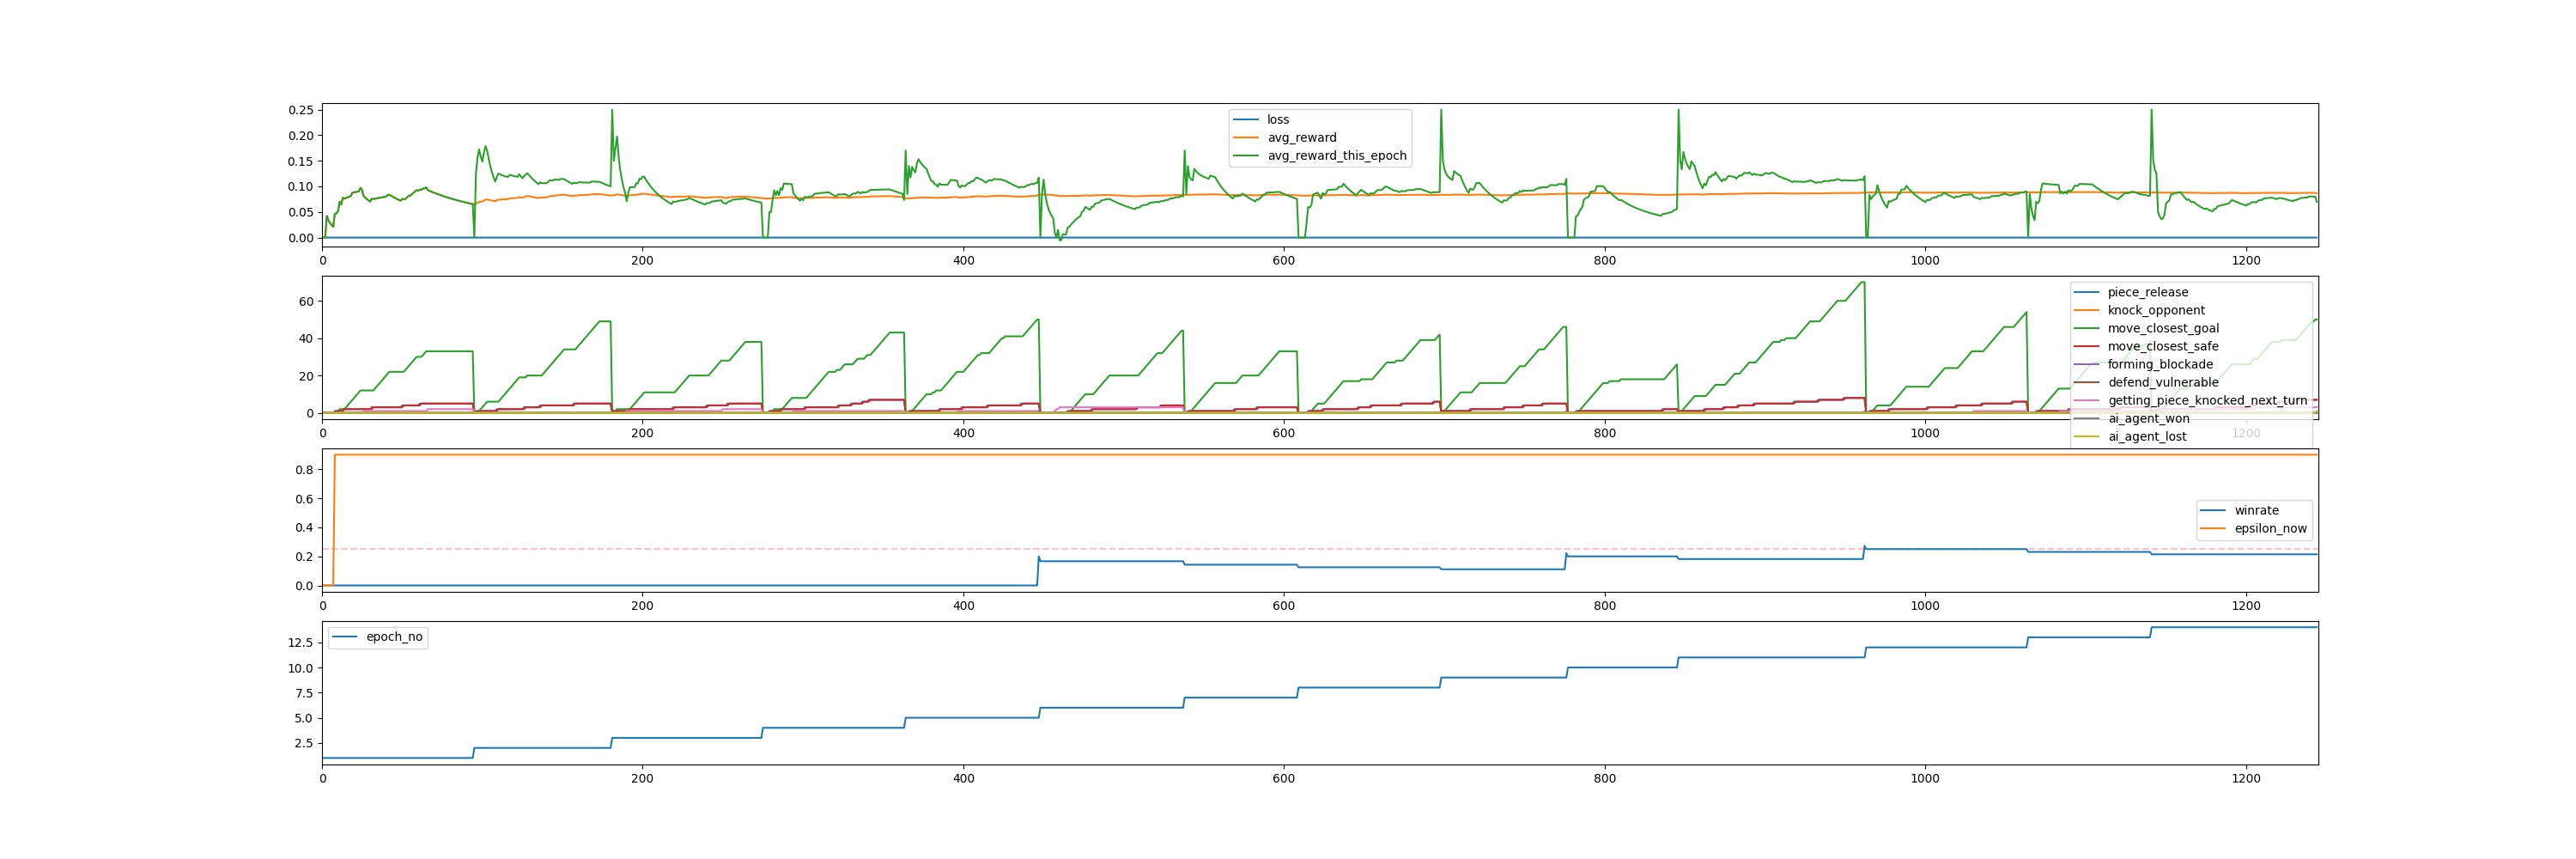 0.25
0.20
0.15
0.10
0.05
0.00
loss
avg_reward
avg_reward_this_epoch
0 200 400 600 800 1000 1200
60
40
20
0
piece_release
knock_opponent
move_closest_goal
move_closest_safe
forming_blockade
defend_vulnerable
getting_piece_knocked_next_turn
ai_agent_won
ai_agent_lost
0 200 400 600 800 1000 1200
0.8
0.6
0.4
0.2
0.0
winrate
epsilon_now
0 200 400 600 800 1000 1200
12.5
10.0
7.5
5.0
2.5
epoch_no
0 200 400 600 800 1000 1200